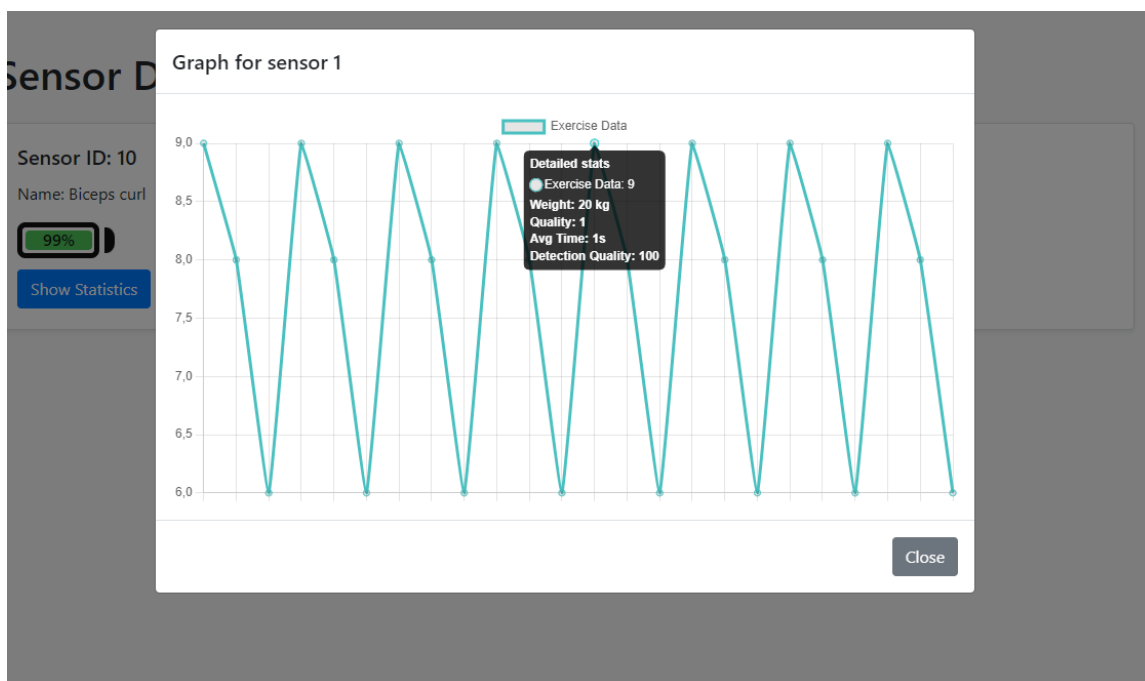 Sensor D
Sensor ID: 10
Name: Biceps curl
99%
Show Statistics
Graph for sensor 1
Exercise Data
9,0
8,5
8,0
7,5
7,0
6,5
6,0
Detailed stats
Exercise Data: 9
Weight: 20 kg
Quality: 1
Avg Time: 1s
Detection Quality: 100
Close